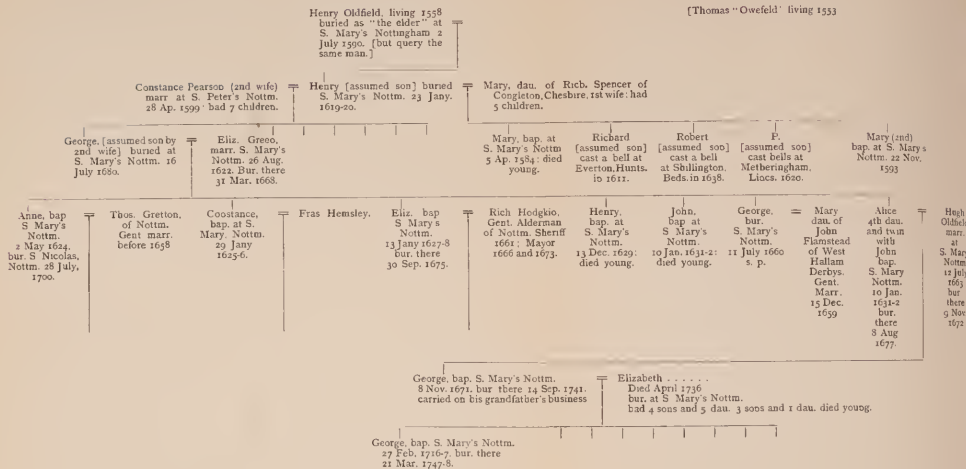 Henry Oldfield, living 1558
buried as "the elder" at
S. Mary's Nottingham 2
July 1590. [but query the
same man.]
[Thomas "Owefeld" living 1553
Constance Pearson (2nd wife)
marr at S. Peter's Nottm.
28 Ap. 1599 · had 7 children.
Henry [assumed son] buried
S. Mary's Nottm. 23 Jany.
1619-20.
Mary, dau. of Rich. Spencer of
Congleton, Cheshire, 1st wife: had
5 children.
George, [assumed son by
2nd wife] buried at
S. Mary's Nottm. 16
July 1680.
Eliz. Green,
marr. S. Mary's
Nottm. 26 Aug.
1622. Bur. there
31 Mar. 1668.
Mary, bap. at
S. Mary's Nottm
5 Ap. 1584: died
young.
Richard
[assumed son]
cast a bell at
Everton, Hunts.
in 1611.
Robert
[assumed son]
cast a bell
at Shillington,
Beds. in 1638.
P.
[assumed son]
cast bells at
Metheringham,
Lincs. 1620.
Mary (2nd)
bap. at S. Mary's
Nottm. 22 Nov.
1593
Anne, bap
S Mary's
Nottm.
2 May 1624,
bur. S Nicolas,
Nottm. 28 July,
1700.
Thos. Gretton,
of Nottm.
Gent marr.
before 1658
Constance,
bap. at S.
Mary, Nottm.
29 Jany
1625-6.
Fras Hemsley.
Eliz. bap
S Mary's
Nottm.
13 Jany 1627-8
bur. there
30 Sep. 1675.
Rich Hodgkin,
Gent. Alderman
of Nottm. Sheriff
1661; Mayor
1666 and 1673.
Henry,
bap. at
S. Mary's
Nottm.
13 Dec. 1629:
died young.
John,
bap at
S. Mary's
Nottm.
10 Jan. 1631-2:
died young.
George,
bur.
S. Mary's
Nottm.
11 July 1660
s. p.
Mary
dau. of
John
Flamstead
of West
Hallam
Derbys.
Gent.
Marr.
15 Dec.
1659
Alice
4th dau.
and twin
with
John
bap.
S. Mary
Nottm.
10 Jan.
1631-2
bur.
there
8 Aug
1677.
Hugh
Oldfield
marr.
at
S. Mary
Nottm
12 July
1663
bur
there
9 Nov
1672
George, bap. S. Mary's Nottm.
8 Nov. 1671. bur there 14 Sep. 1741.
carried on his grandfather's business
Elizabeth . . . . . .
Died April 1736
bur. at S Mary's Nottm.
had 4 sons and 5 dau. 3 sons and 1 dau. died young.
George, bap. S. Mary's Nottm.
27 Feb. 1716-7. bur. there
21 Mar. 1747-8.